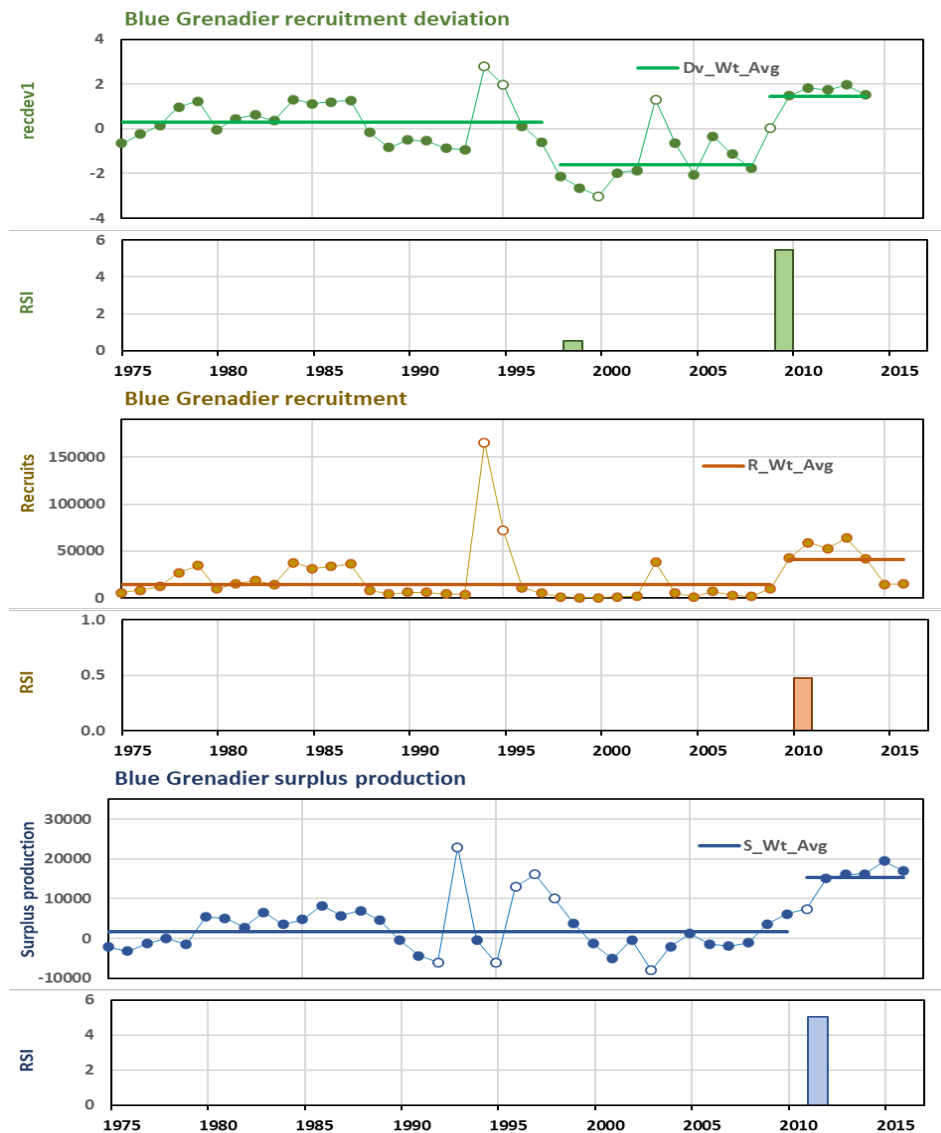 Blue Grenadier recruitment deviation
4
2
0
-2
-4
recdev1
Dv_Wt_Avg
6
4
2
0
RSI
1975 1980 1985 1990 1995 2000 2005 2010 2015
Blue Grenadier recruitment
150000
100000
50000
0
Recruits
R_Wt_Avg
1.0
0.5
0.0
RSI
1975 1980 1985 1990 1995 2000 2005 2010 2015
Blue Grenadier surplus production
30000
20000
10000
0
-10000
Surplus production
S_Wt_Avg
6
4
2
0
RSI
1975 1980 1985 1990 1995 2000 2005 2010 2015